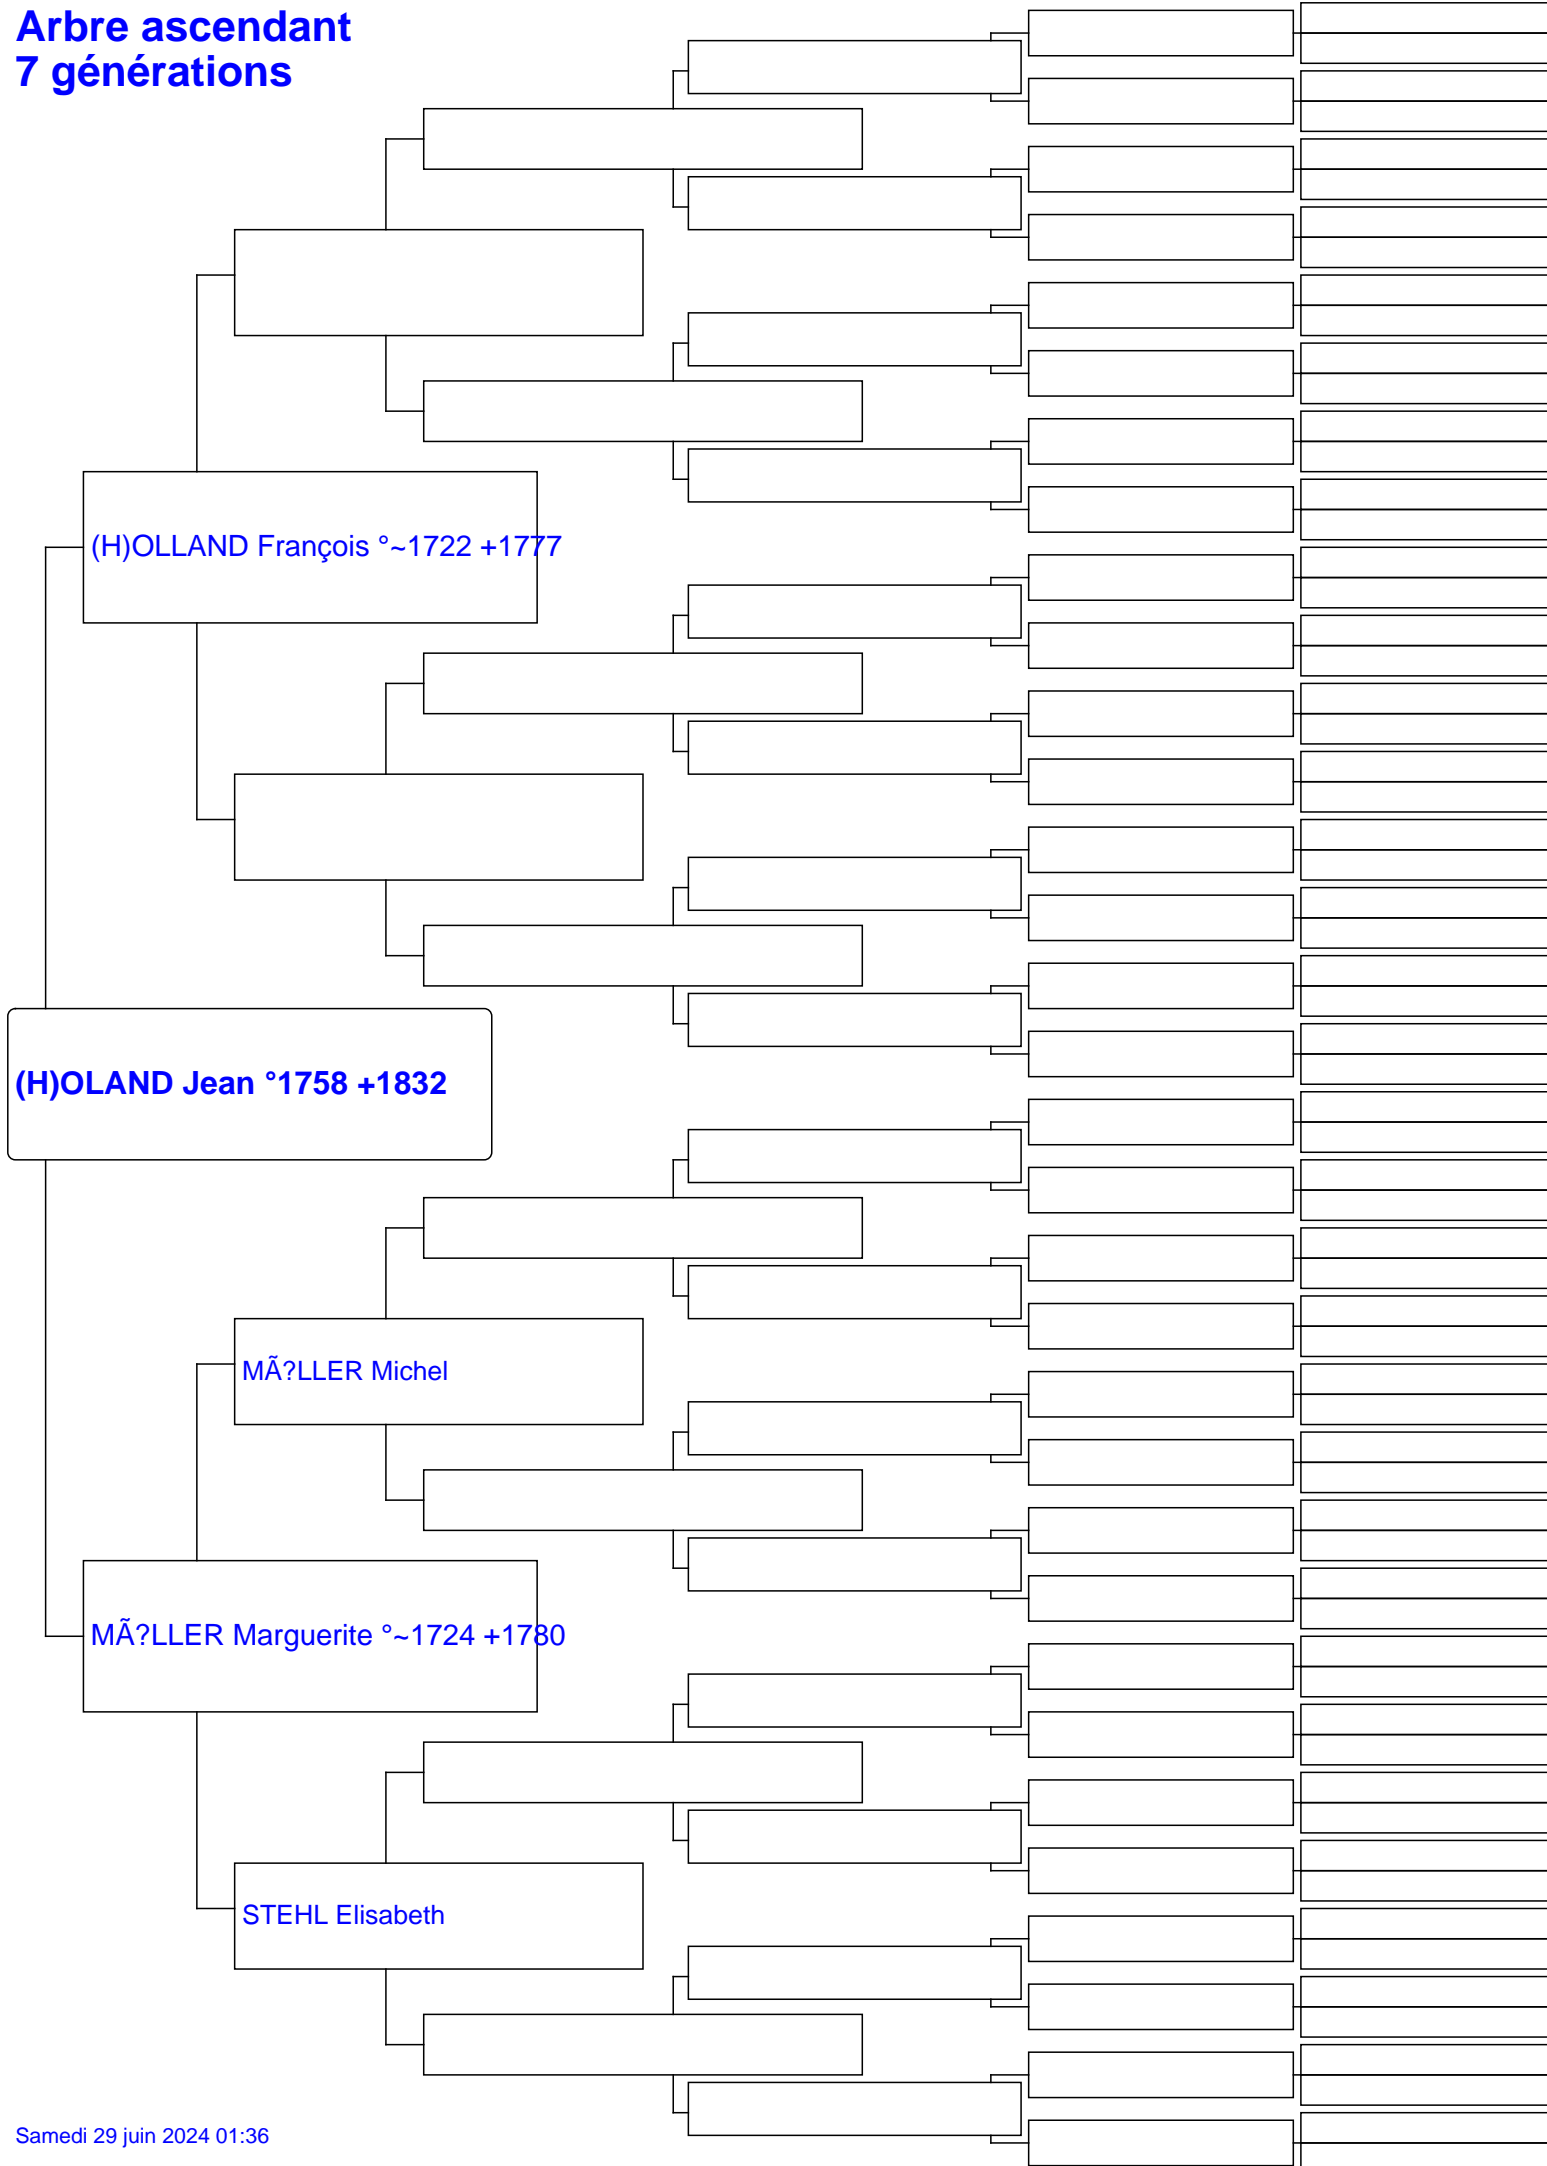 Arbre ascendant
7 générations
(H)OLLAND François °~1722 +1777
(H)OLAND Jean °1758 +1832
MÃ?LLER Michel
MÃ?LLER Marguerite °~1724 +1780
STEHL Elisabeth
Samedi 29 juin 2024 01:36